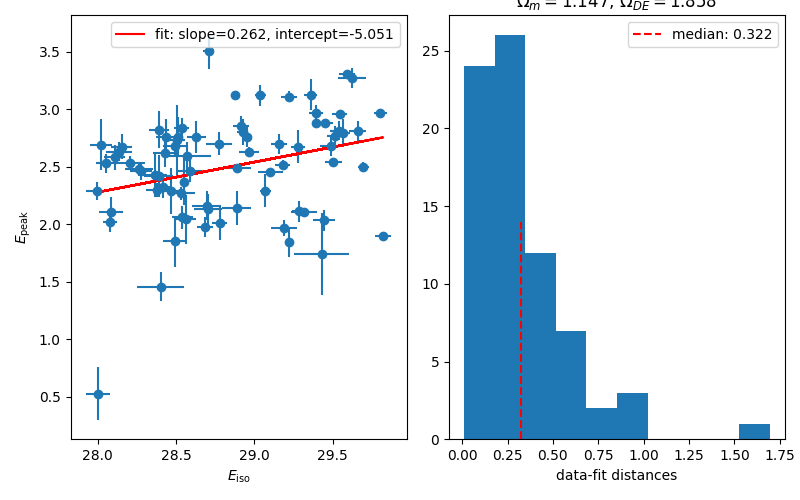 Ω_m = 1.147, Ω_DE = 1.858
fit: slope=0.262, intercept=-5.051
median: 0.322
3.5
3.0
2.5
2.0
1.5
1.0
0.5
E_peak
28.0 28.5 29.0 29.5
E_iso
25
20
15
10
5
0
0.00 0.25 0.50 0.75 1.00 1.25 1.50 1.75
data-fit distances